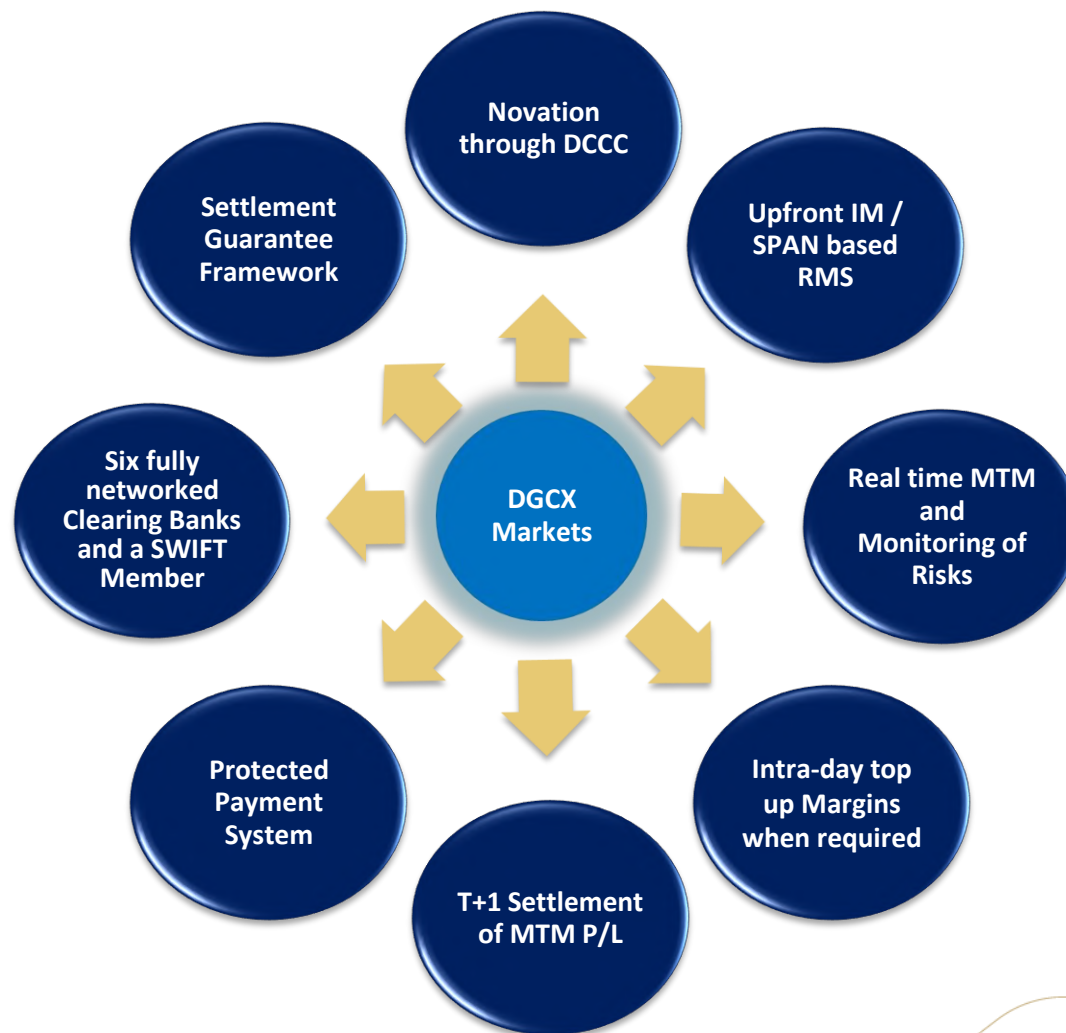 Novation
through DCCC
Upfront IM /
SPAN based
RMS
Real time MTM
and
Monitoring of
Risks
Intra-day top
up Margins
when required
T+1 Settlement
of MTM P/L
Protected
Payment
System
Six fully
networked
Clearing Banks
and a SWIFT
Member
Settlement
Guarantee
Framework
DGCX
Markets